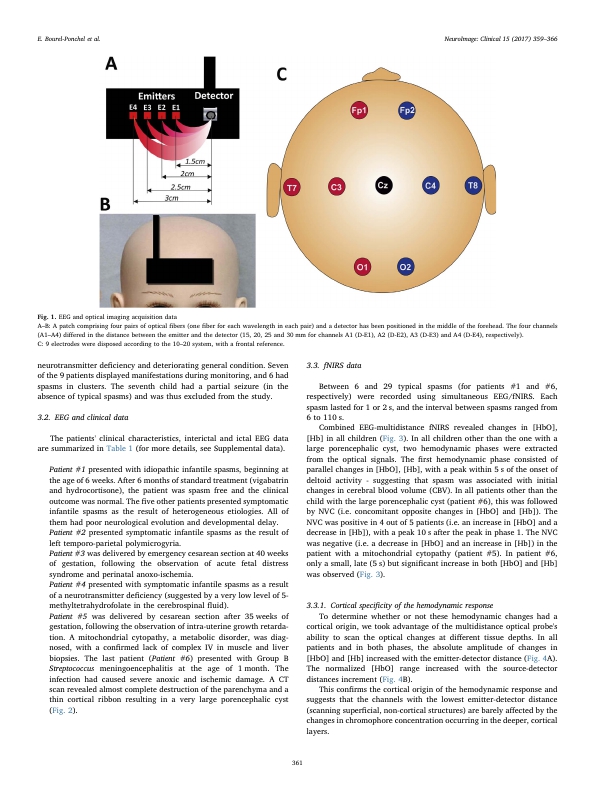 E. Bourel-Ponchel et al.
NeuroImage: Clinical 15 (2017) 359–366
A
Emitters
Detector
E4 E3 E2 E1
1.5cm
2cm
2.5cm
3cm
B
C
Fp1
Fp2
T7
C3
Cz
C4
T8
O1
O2
Fig. 1. EEG and optical imaging acquisition data
A–B: A patch comprising four pairs of optical fibers (one fiber for each wavelength in each pair) and a detector has been positioned in the middle of the forehead. The four channels
(A1–A4) differed in the distance between the emitter and the detector (15, 20, 25 and 30 mm for channels A1 (D-E1), A2 (D-E2), A3 (D-E3) and A4 (D-E4), respectively).
C: 9 electrodes were disposed according to the 10–20 system, with a frontal reference.
neurotransmitter deficiency and deteriorating general condition. Seven
of the 9 patients displayed manifestations during monitoring, and 6 had
spasms in clusters. The seventh child had a partial seizure (in the
absence of typical spasms) and was thus excluded from the study.
3.2. EEG and clinical data
The patients' clinical characteristics, interictal and ictal EEG data
are summarized in Table 1 (for more details, see Supplemental data).
Patient #1 presented with idiopathic infantile spasms, beginning at
the age of 6 weeks. After 6 months of standard treatment (vigabatrin
and hydrocortisone), the patient was spasm free and the clinical
outcome was normal. The five other patients presented symptomatic
infantile spasms as the result of heterogeneous etiologies. All of
them had poor neurological evolution and developmental delay.
Patient #2 presented symptomatic infantile spasms as the result of
left temporo-parietal polymicrogyria.
Patient #3 was delivered by emergency cesarean section at 40 weeks
of gestation, following the observation of acute fetal distress
syndrome and perinatal anoxo-ischemia.
Patient #4 presented with symptomatic infantile spasms as a result
of a neurotransmitter deficiency (suggested by a very low level of 5-
methyltetrahydrofolate in the cerebrospinal fluid).
Patient #5 was delivered by cesarean section after 35 weeks of
gestation, following the observation of intra-uterine growth retarda-
tion. A mitochondrial cytopathy, a metabolic disorder, was diag-
nosed, with a confirmed lack of complex IV in muscle and liver
biopsies. The last patient (Patient #6) presented with Group B
Streptococcus meningoencephalitis at the age of 1 month. The
infection had caused severe anoxic and ischemic damage. A CT
scan revealed almost complete destruction of the parenchyma and a
thin cortical ribbon resulting in a very large porencephalic cyst
(Fig. 2).
3.3. fNIRS data
Between 6 and 29 typical spasms (for patients #1 and #6,
respectively) were recorded using simultaneous EEG/fNIRS. Each
spasm lasted for 1 or 2 s, and the interval between spasms ranged from
6 to 110 s.
Combined EEG-multidistance fNIRS revealed changes in [HbO],
[Hb] in all children (Fig. 3). In all children other than the one with a
large porencephalic cyst, two hemodynamic phases were extracted
from the optical signals. The first hemodynamic phase consisted of
parallel changes in [HbO], [Hb], with a peak within 5 s of the onset of
deltoid activity - suggesting that spasm was associated with initial
changes in cerebral blood volume (CBV). In all patients other than the
child with the large porencephalic cyst (patient #6), this was followed
by NVC (i.e. concomitant opposite changes in [HbO] and [Hb]). The
NVC was positive in 4 out of 5 patients (i.e. an increase in [HbO] and a
decrease in [Hb]), with a peak 10 s after the peak in phase 1. The NVC
was negative (i.e. a decrease in [HbO] and an increase in [Hb]) in the
patient with a mitochondrial cytopathy (patient #5). In patient #6,
only a small, late (5 s) but significant increase in both [HbO] and [Hb]
was observed (Fig. 3).
3.3.1. Cortical specificity of the hemodynamic response
To determine whether or not these hemodynamic changes had a
cortical origin, we took advantage of the multidistance optical probe's
ability to scan the optical changes at different tissue depths. In all
patients and in both phases, the absolute amplitude of changes in
[HbO] and [Hb] increased with the emitter-detector distance (Fig. 4A).
The normalized [HbO] range increased with the source-detector
distances increment (Fig. 4B).
This confirms the cortical origin of the hemodynamic response and
suggests that the channels with the lowest emitter-detector distance
(scanning superficial, non-cortical structures) are barely affected by the
changes in chromophore concentration occurring in the deeper, cortical
layers.
361